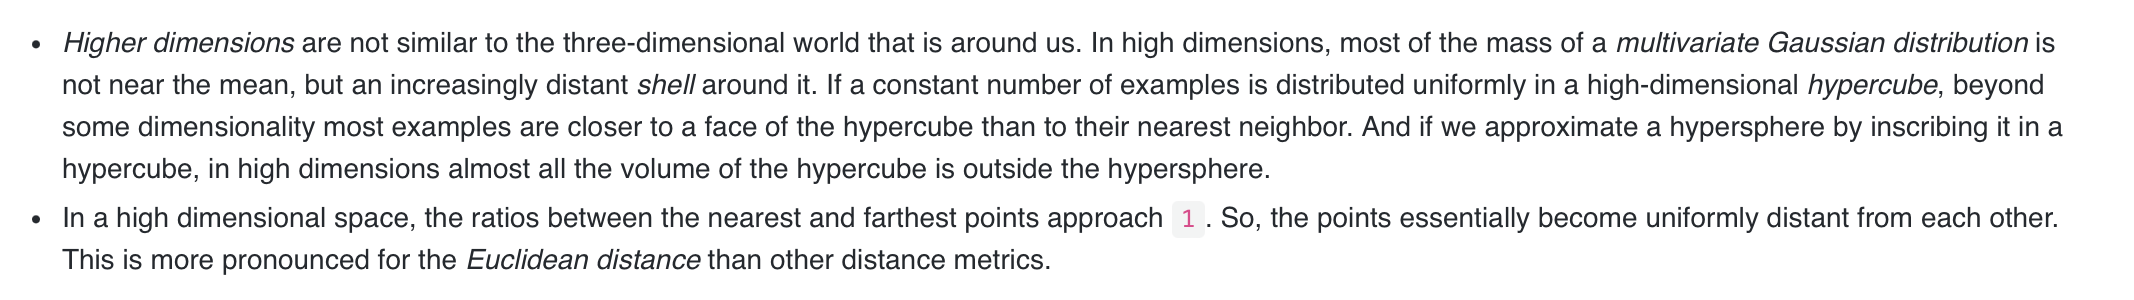 • Higher dimensions are not similar to the three-dimensional world that is around us. In high dimensions, most of the mass of a multivariate Gaussian distribution is
not near the mean, but an increasingly distant shell around it. If a constant number of examples is distributed uniformly in a high-dimensional hypercube, beyond
some dimensionality most examples are closer to a face of the hypercube than to their nearest neighbor. And if we approximate a hypersphere by inscribing it in a
hypercube, in high dimensions almost all the volume of the hypercube is outside the hypersphere.
• In a high dimensional space, the ratios between the nearest and farthest points approach 1. So, the points essentially become uniformly distant from each other.
This is more pronounced for the Euclidean distance than other distance metrics.